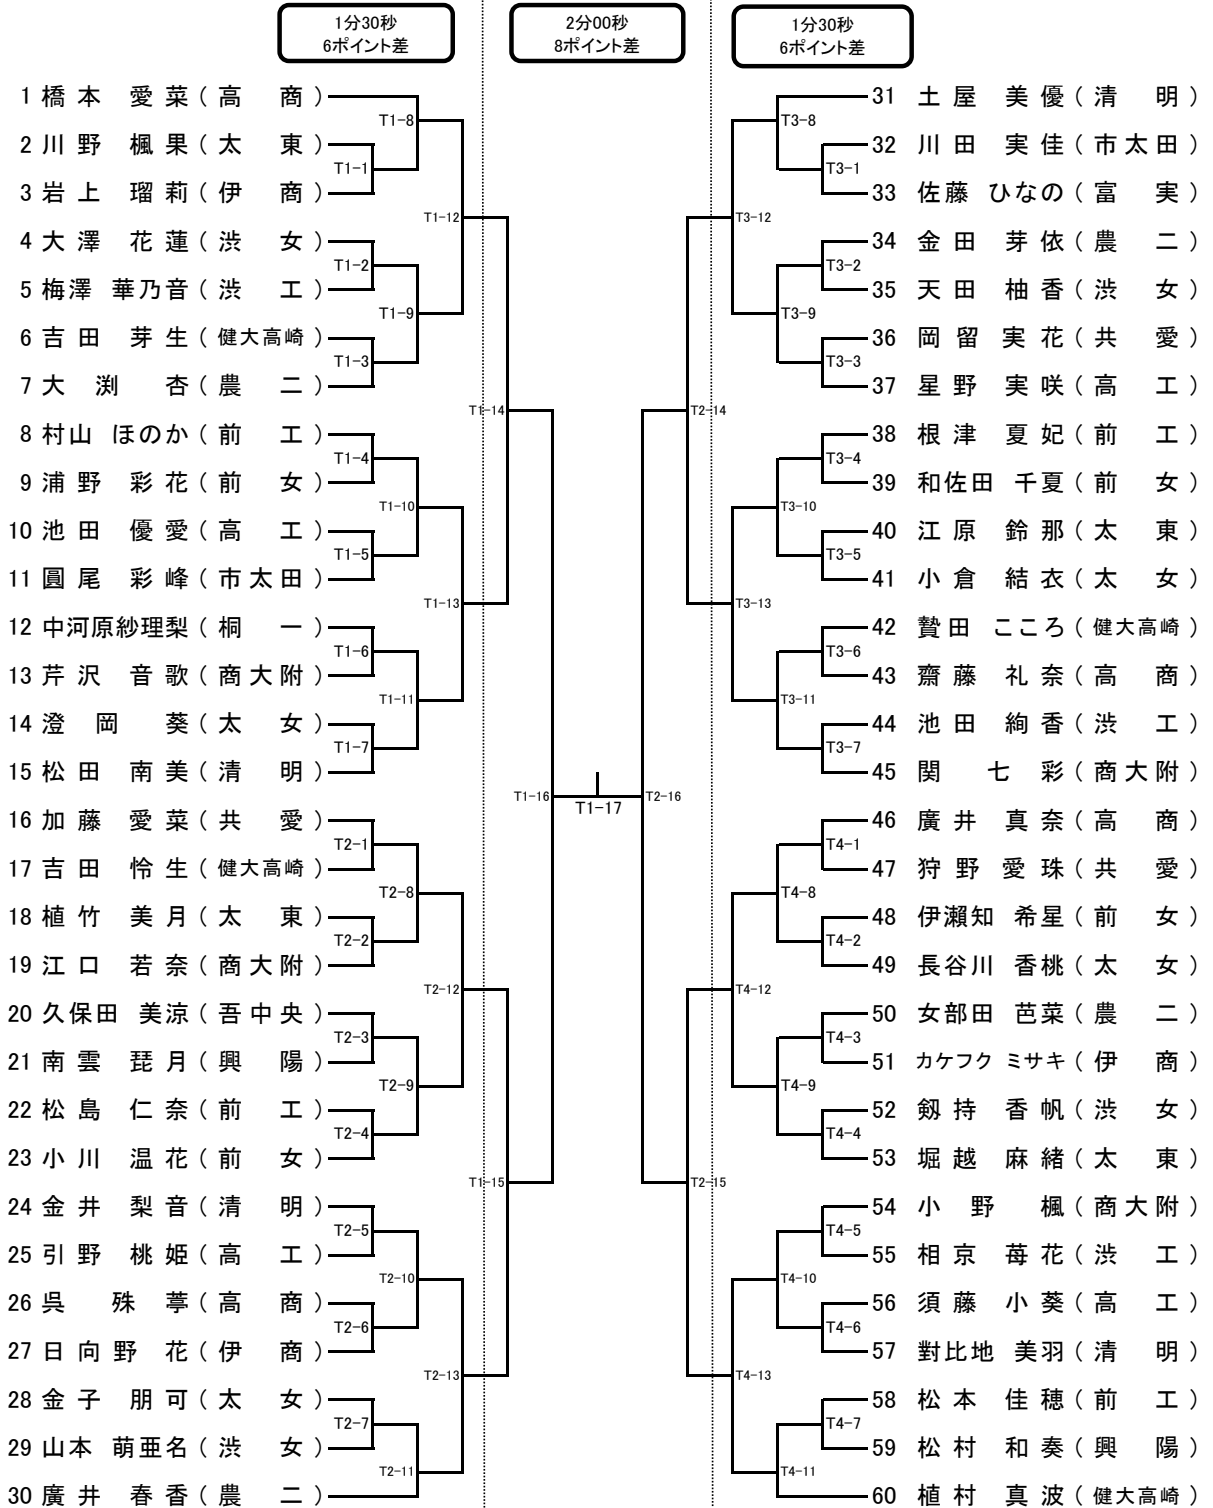 1分30秒
6ポイント差
2分00秒
8ポイント差
1分30秒
6ポイント差
1 橋本 愛菜(高 商)
2 川野 楓果(太 東)
3 岩上 瑠莉(伊 商)
4 大澤 花蓮(渋 女)
5 梅澤 華乃音(渋 工)
6 吉田 芽生(健大高崎)
7 大渕 杏(農 二)
8 村山 ほのか(前 工)
9 浦野 彩花(前 女)
10 池田 優愛(高 工)
11 圓尾 彩峰(市太田)
12 中河原紗理梨(桐 一)
13 芹沢 音歌(商大附)
14 澄岡 葵(太 女)
15 松田 南美(清 明)
16 加藤 愛菜(共 愛)
17 吉田 怜生(健大高崎)
18 植竹 美月(太 東)
19 江口 若奈(商大附)
20 久保田 美涼(吾中央)
21 南雲 琵月(興 陽)
22 松島 仁奈(前 工)
23 小川 温花(前 女)
24 金井 梨音(清 明)
25 引野 桃姫(高 工)
26 呉 殊葶(高 商)
27 日向野 花(伊 商)
28 金子 朋可(太 女)
29 山本 萌亜名(渋 女)
30 廣井 春香(農 二)
T1-8
T1-1
T1-12
T1-2
T1-9
T1-3
T1-14
T1-4
T1-10
T1-5
T1-13
T1-6
T1-11
T1-7
T1-16
T2-1
T2-8
T2-2
T2-12
T2-3
T2-9
T2-4
T1-15
T2-5
T2-10
T2-6
T2-13
T2-7
T2-11
T1-17
T3-8
T3-1
T3-12
T3-2
T3-9
T3-3
T2-14
T3-4
T3-10
T3-5
T3-13
T3-6
T3-11
T3-7
T2-16
T4-1
T4-8
T4-2
T4-12
T4-3
T4-9
T4-4
T2-15
T4-5
T4-10
T4-6
T4-13
T4-7
T4-11
31 土屋 美優(清 明)
32 川田 実佳(市太田)
33 佐藤 ひなの(富 実)
34 金田 芽依(農 二)
35 天田 柚香(渋 女)
36 岡留 実花(共 愛)
37 星野 実咲(高 工)
38 根津 夏妃(前 工)
39 和佐田 千夏(前 女)
40 江原 鈴那(太 東)
41 小倉 結衣(太 女)
42 贄田 こころ(健大高崎)
43 齋藤 礼奈(高 商)
44 池田 絢香(渋 工)
45 関 七彩(商大附)
46 廣井 真奈(高 商)
47 狩野 愛珠(共 愛)
48 伊瀬知 希星(前 女)
49 長谷川 香桃(太 女)
50 女部田 芭菜(農 二)
51 カケフク ミサキ(伊 商)
52 剱持 香帆(渋 女)
53 堀越 麻緒(太 東)
54 小野 楓(商大附)
55 相京 苺花(渋 工)
56 須藤 小葵(高 工)
57 對比地 美羽(清 明)
58 松本 佳穂(前 工)
59 松村 和奏(興 陽)
60 植村 真波(健大高崎)